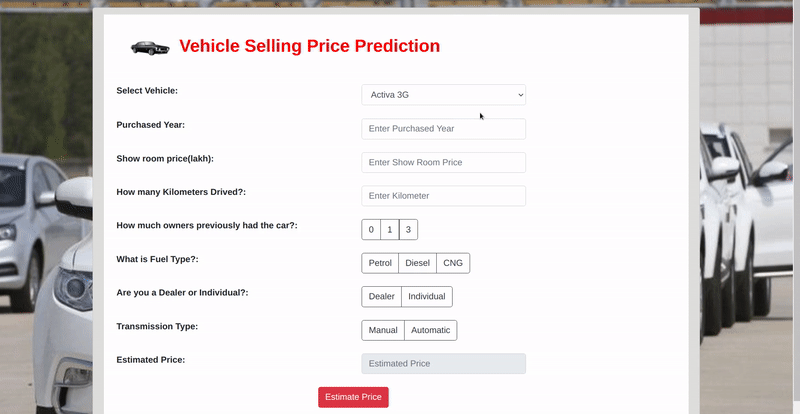 Vehicle Selling Price Prediction
Select Vehicle:
Activa 3G
Purchased Year:
Enter Purchased Year
Show room price(lakh):
Enter Show Room Price
How many Kilometers Drived?:
Enter Kilometer
How much owners previously had the car?:
0 1 3
What is Fuel Type?:
Petrol Diesel CNG
Are you a Dealer or Individual?:
Dealer Individual
Transmission Type:
Manual Automatic
Estimated Price:
Estimated Price
Estimate Price